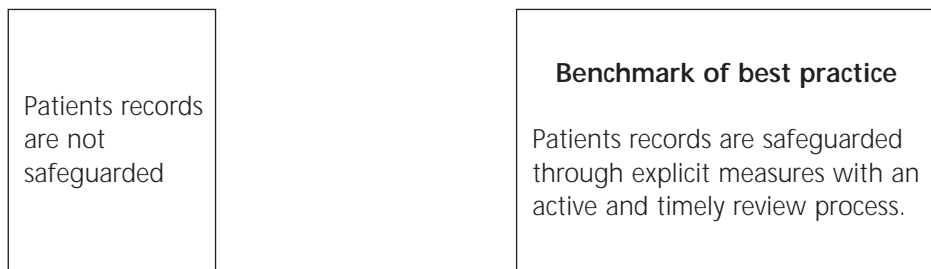 Patients records
are not
safeguarded
Benchmark of best practice
Patients records are safeguarded
through explicit measures with an
active and timely review process.